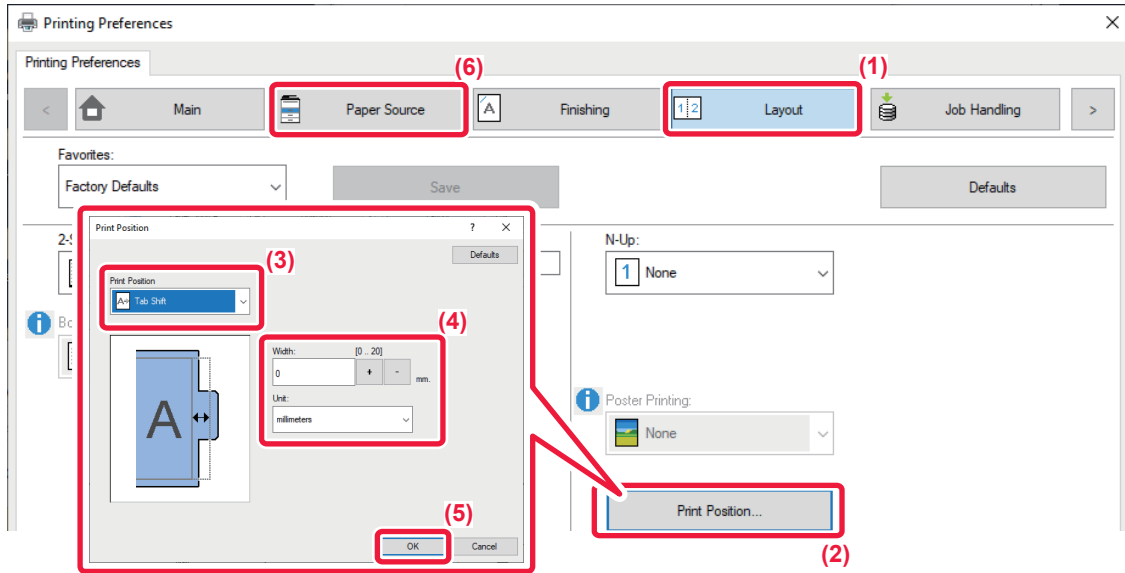 Printing Preferences
Printing Preferences
(6)
(1)
<
Main
Paper Source
A
Finishing
1 2
Layout
Job Handling
>
Favorites:
Factory Defaults
Save
Defaults
Print Position
?
Defaults
(3)
Print Position
A
Tab Shift
(4)
Width:
[0 .. 20]
0
+
-
mm.
Unit:
millimeters
A
(5)
OK
Cancel
N-Up:
1
None
Poster Printing:
None
Print Position...
(2)